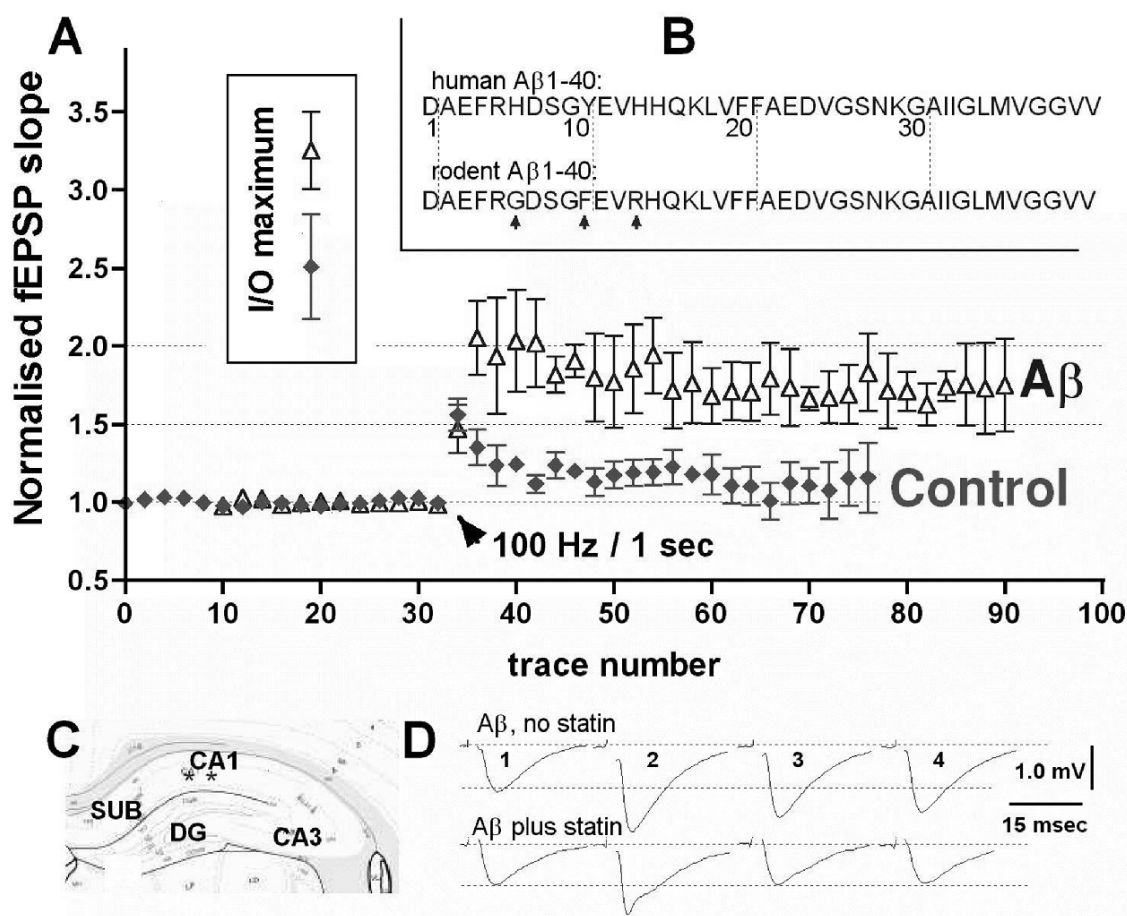 A
B
Normalised fEPSP slope
3.5
3.0
2.5
2.0
1.5
1.0
0.5
I/O maximum
human Aβ1-40:
DAEFRHDSGYEVHHQKLVFFAEDVGSNKGAIIGLMVGGVV
1 10 20 30
rodent Aβ1-40:
DAEFRGDSGFEVRHQKLVFFAEDVGSNKGAIIGLMVGGVV
Aβ
Control
100 Hz / 1 sec
0 10 20 30 40 50 60 70 80 90 100
trace number
C
CA1
* *
SUB
DG
CA3
D
Aβ, no statin
1 2 3 4
1.0 mV
15 msec
Aβ plus statin